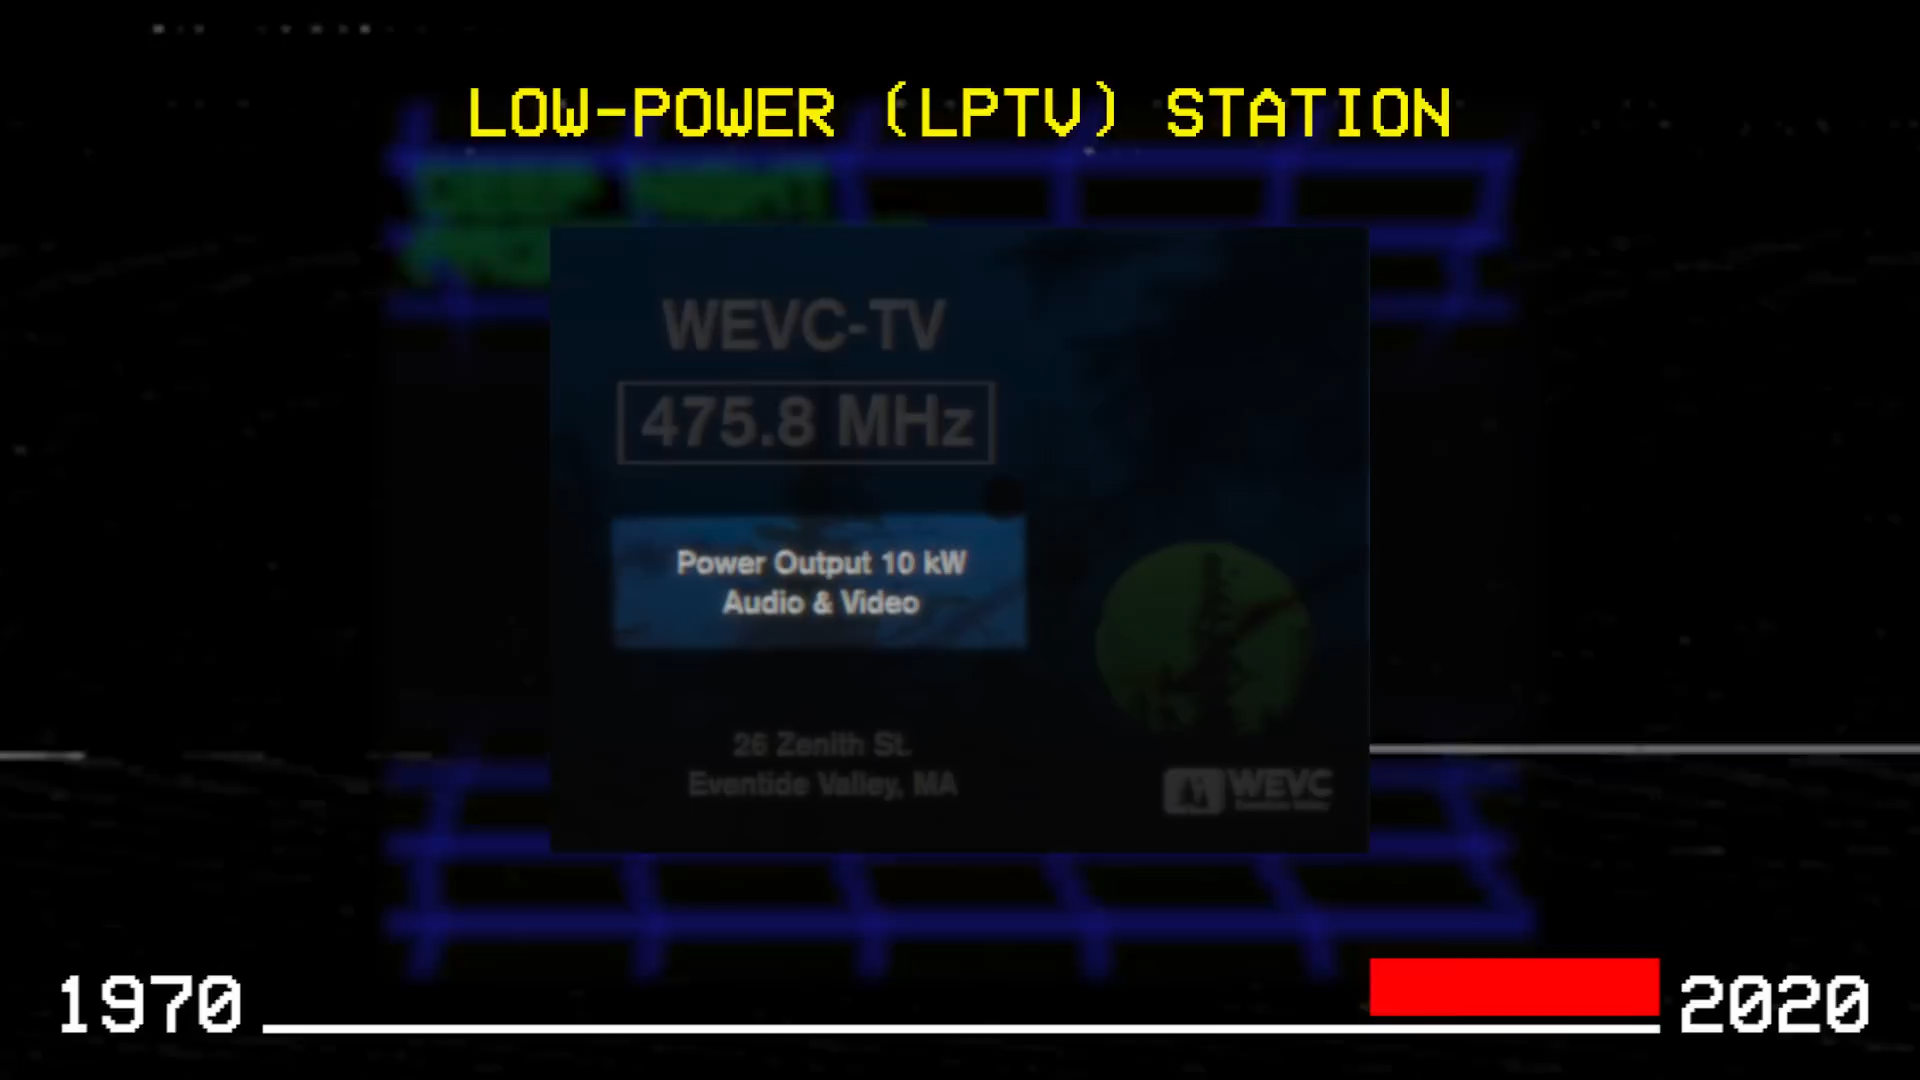 LOW-POWER (LPTV) STATION
WEVC-TV
475.8 MHz
Power Output 10 kW
Audio & Video
26 Zenith St.
Eventide Valley, MA
WEVC
1970
2020